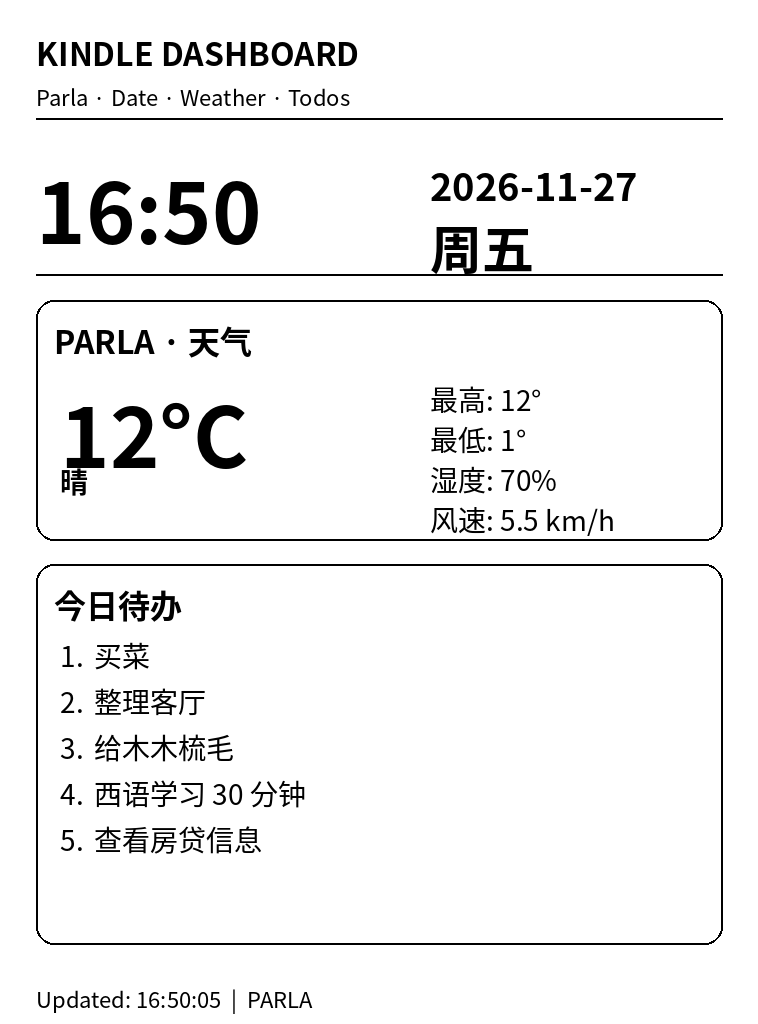 KINDLE DASHBOARD
Parla · Date · Weather · Todos
16:50
2026-11-27
周五
PARLA · 天气
12°C
晴
最高: 12°
最低: 1°
湿度: 70%
风速: 5.5 km/h
今日待办
1. 买菜
2. 整理客厅
3. 给木木梳毛
4. 西语学习 30 分钟
5. 查看房贷信息
Updated: 16:50:05 | PARLA